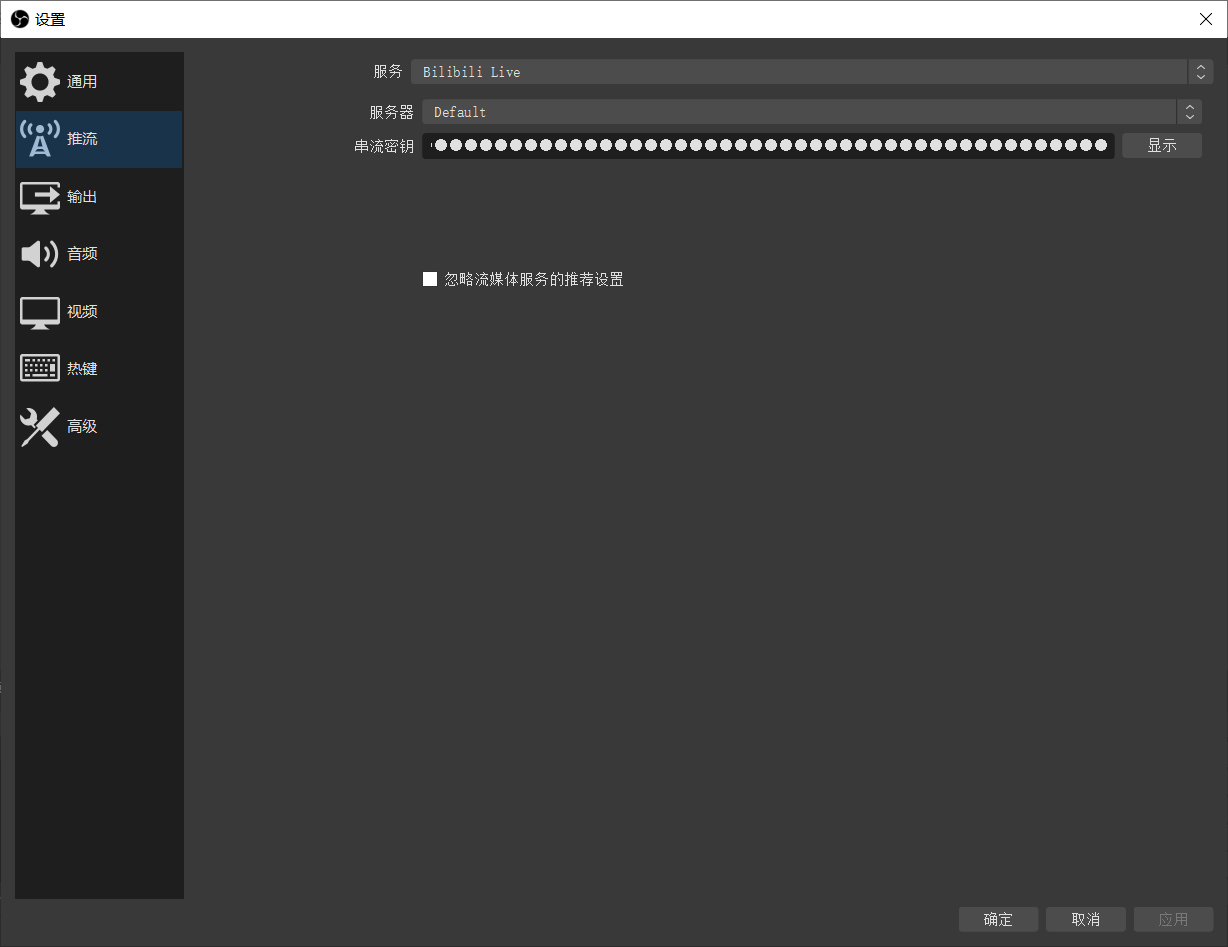 设置
通用
推流
输出
音频
视频
热键
高级
服务 Bilibili Live
服务器 Default
串流密钥 显示
忽略流媒体服务的推荐设置
确定 取消 应用